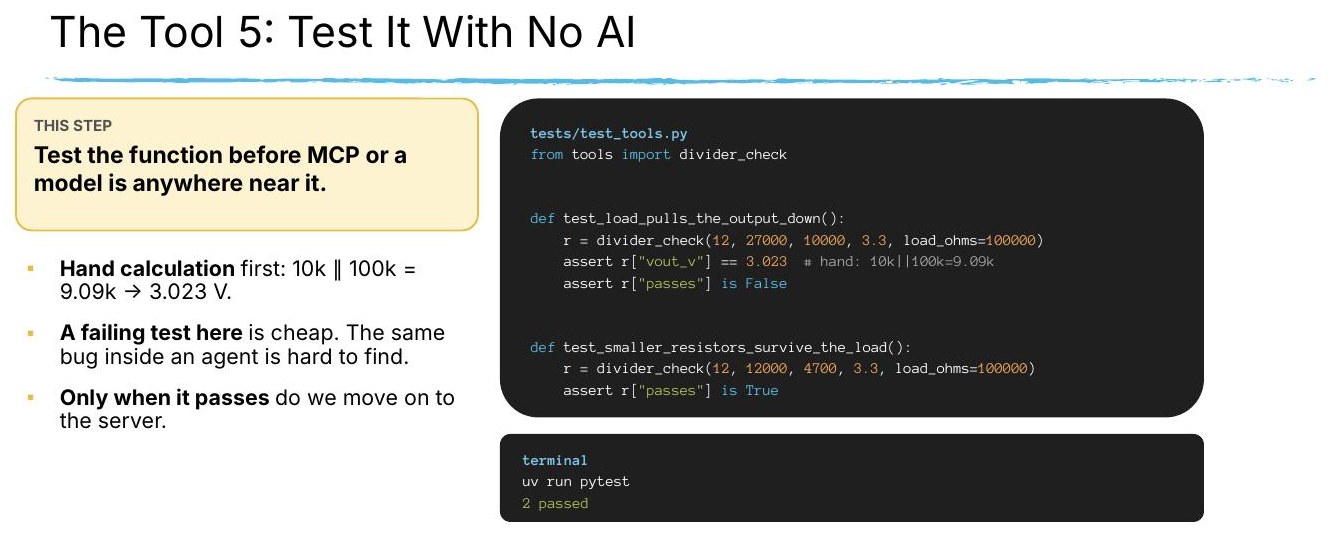 The Tool 5: Test It With No AI
THIS STEP
Test the function before MCP or a
model is anywhere near it.
▪ Hand calculation first: 10k ∥ 100k =
9.09k → 3.023 V.
▪ A failing test here is cheap. The same
bug inside an agent is hard to find.
▪ Only when it passes do we move on to
the server.
tests/test_tools.py
from tools import divider_check
def test_load_pulls_the_output_down():
    r = divider_check(12, 27000, 10000, 3.3, load_ohms=100000)
    assert r["vout_v"] == 3.023  # hand: 10k||100k=9.09k
    assert r["passes"] is False
def test_smaller_resistors_survive_the_load():
    r = divider_check(12, 12000, 4700, 3.3, load_ohms=100000)
    assert r["passes"] is True
terminal
uv run pytest
2 passed